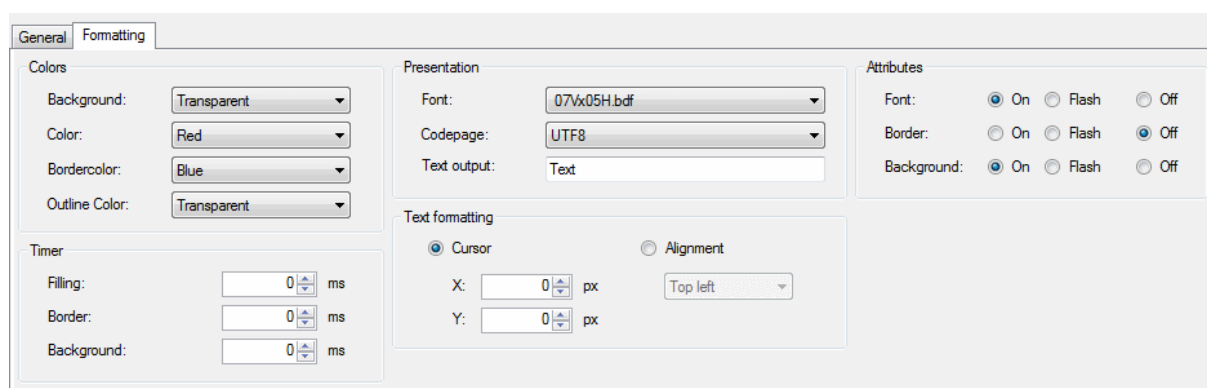 General Formatting
Colors
Background: Transparent
Color: Red
Bordercolor: Blue
Outline Color: Transparent
Timer
Filling: 0 ms
Border: 0 ms
Background: 0 ms
Presentation
Font: 07Vx05H.bdf
Codepage: UTF8
Text output: Text
Text formatting
Cursor Alignment
X: 0 px Top left
Y: 0 px
Attributes
Font: On Flash Off
Border: On Flash Off
Background: On Flash Off